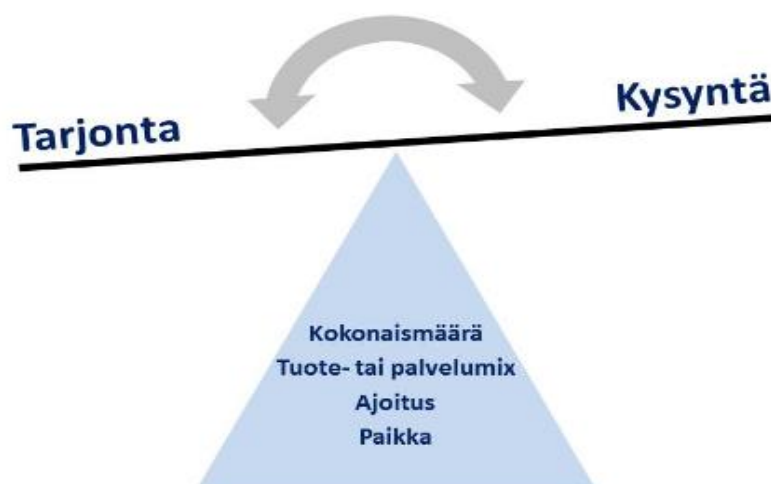 Tarjonta
Kysyntä
Kokonaismäärä
Tuote- tai palvelumix
Ajoitus
Paikka